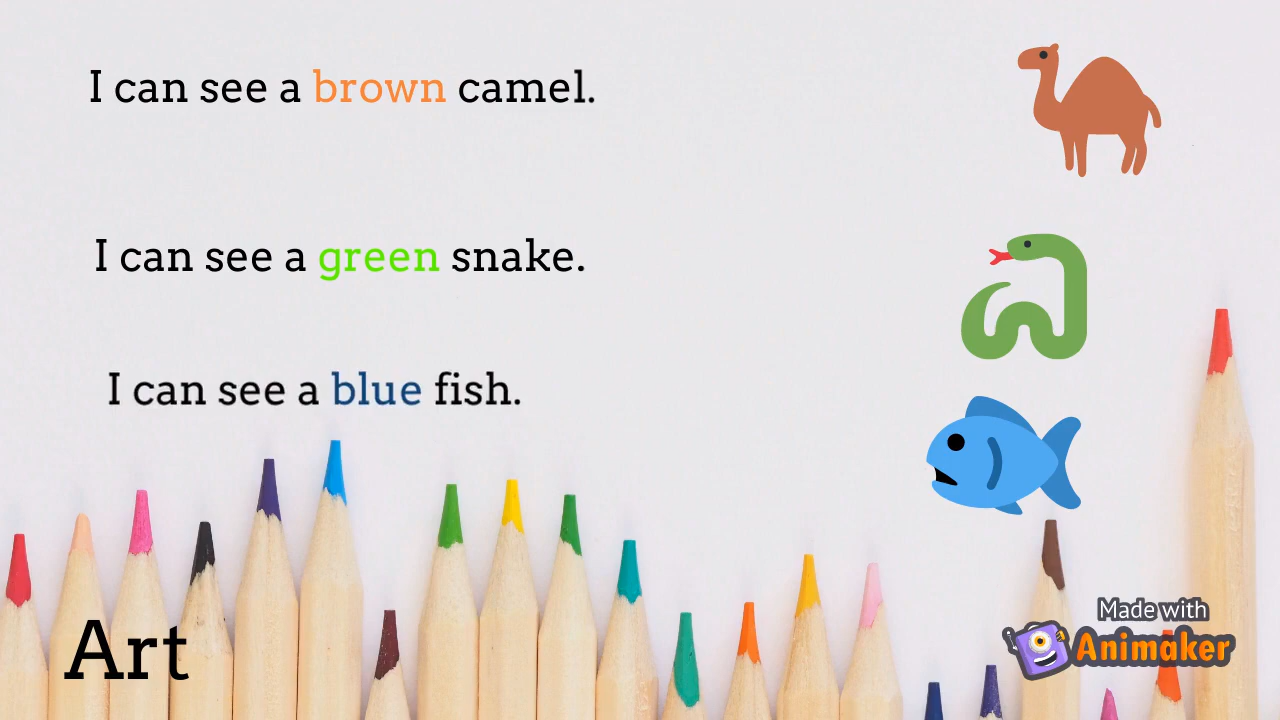 I can see a brown camel.
I can see a green snake.
I can see a blue fish.
Art
Made with
Animaker